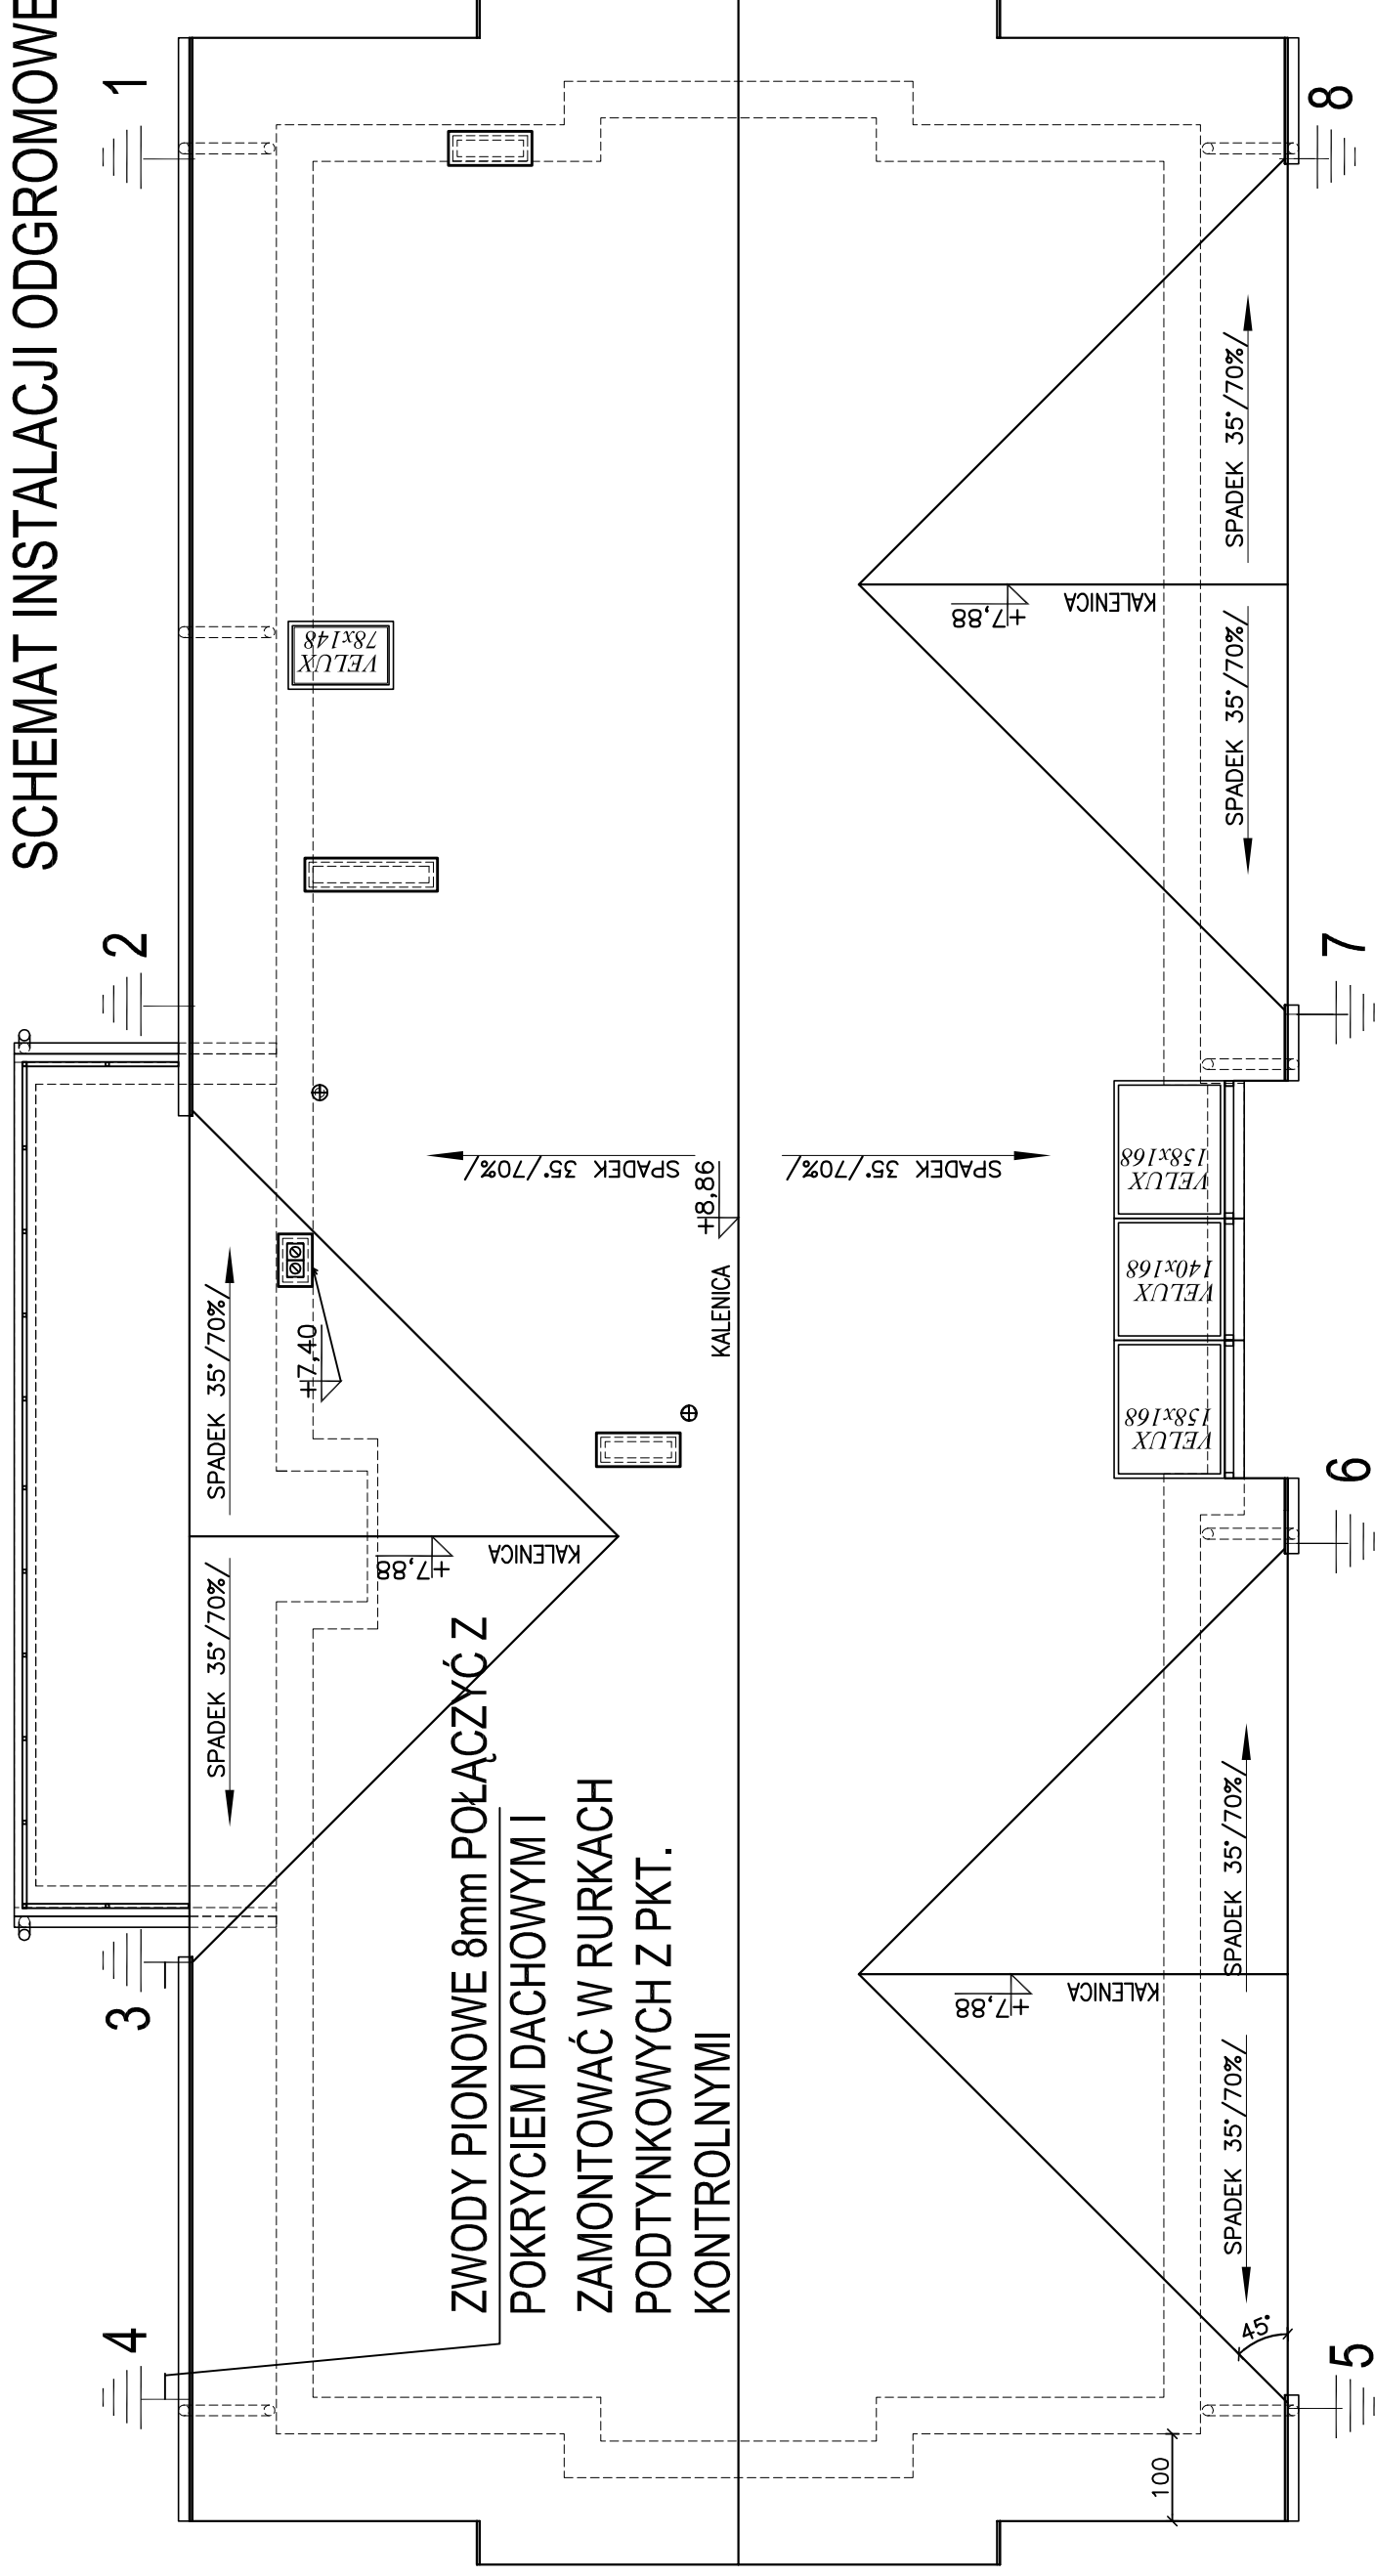 SCHEMAT INSTALACJI ODGROMOWE
1
2
3
4
5
6
7
8
ZWODY PIONOWE 8mm POŁĄCZYĆ Z
POKRYCIEM DACHOWYM I
ZAMONTOWAĆ W RURKACH
PODTYNKOWYCH Z PKT.
KONTROLNYMI
SPADEK 35°/70%/
SPADEK 35°/70%/
+7,40
+7,88
KALENICA
VELUX
78x148
SPADEK 35°/70%/
SPADEK 35°/70%/
KALENICA
+8,86
+7,88
KALENICA
+7,88
KALENICA
VELUX
158x168
VELUX
140x168
VELUX
158x168
SPADEK 35°/70%/
SPADEK 35°/70%/
SPADEK 35°/70%/
SPADEK 35°/70%/
45°
100